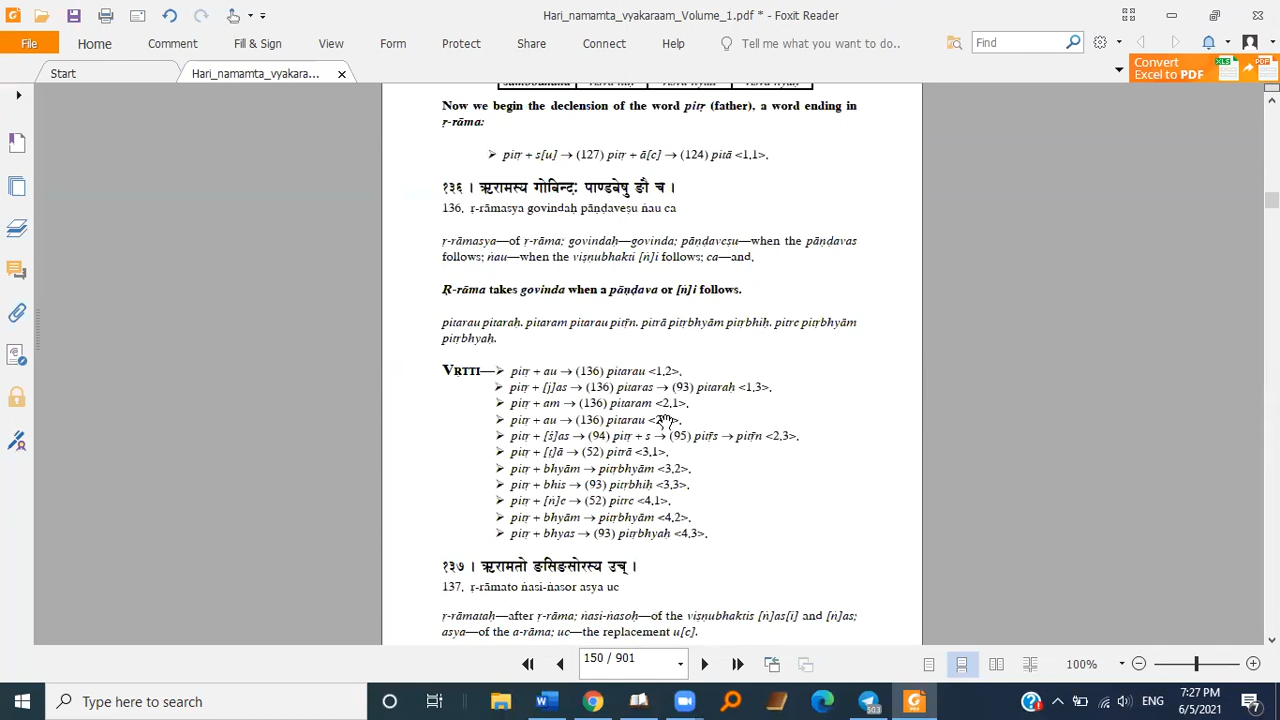 Hari_namamta_vyakaraam_Volume_1.pdf * - Foxit Reader
File Home Comment Fill & Sign View Form Protect Share Connect Help Tell me what you want to do.. Find
Start Hari_namamta_vyakara... Convert Excel to PDF
Now we begin the declension of the word pitṛ (father), a word ending in
ṛ-rāma:
➢ pitṛ + s[u] → (127) pitṛ + ā[c] → (124) pitā <1.1>.
१३६ । ऋरामस्य गोविन्दः पाण्डवेषु ङौ च ।
136. ṛ-rāmasya govindaḥ pāṇḍaveṣu ṅau ca
ṛ-rāmasya—of ṛ-rāma; govindaḥ—govinda; pāṇḍaveṣu—when the pāṇḍavas
follows; ṅau—when the viṣṇubhakti [ṅ]i follows; ca—and.
Ṛ-rāma takes govinda when a pāṇḍava or [ṅ]i follows.
pitarau pitaraḥ. pitaram pitarau pitṝn. pitrā pitṛbhyām pitṛbhiḥ. pitre pitṛbhyām
pitṛbhyaḥ.
VṚTTI—➢ pitṛ + au → (136) pitarau <1.2>.
➢ pitṛ + [j]as → (136) pitaras → (93) pitaraḥ <1.3>.
➢ pitṛ + am → (136) pitaram <2.1>.
➢ pitṛ + au → (136) pitarau
➢ pitṛ + [ś]as → (94) pitṛ + s → (95) pitṝs → pitṝn <2.3>.
➢ pitṛ + [ṭ]ā → (52) pitrā <3.1>.
➢ pitṛ + bhyām → pitṛbhyām <3.2>.
➢ pitṛ + bhis → (93) pitṛbhiḥ <3.3>.
➢ pitṛ + [ṅ]e → (52) pitre <4.1>.
➢ pitṛ + bhyām → pitṛbhyām <4.2>.
➢ pitṛ + bhyas → (93) pitṛbhyaḥ <4.3>.
१३७ । ऋरामतो ङसिङसोरस्य उच् ।
137. ṛ-rāmato ṅasi-ṅasor asya uc
ṛ-rāmataḥ—after ṛ-rāma; ṅasi-ṅasoḥ—of the viṣṇubhaktis [ṅ]as[i] and [ṅ]as;
asya—of the a-rāma; uc—the replacement u[c].
150 / 901 100%
Type here to search ENG 7:27 PM
6/5/2021